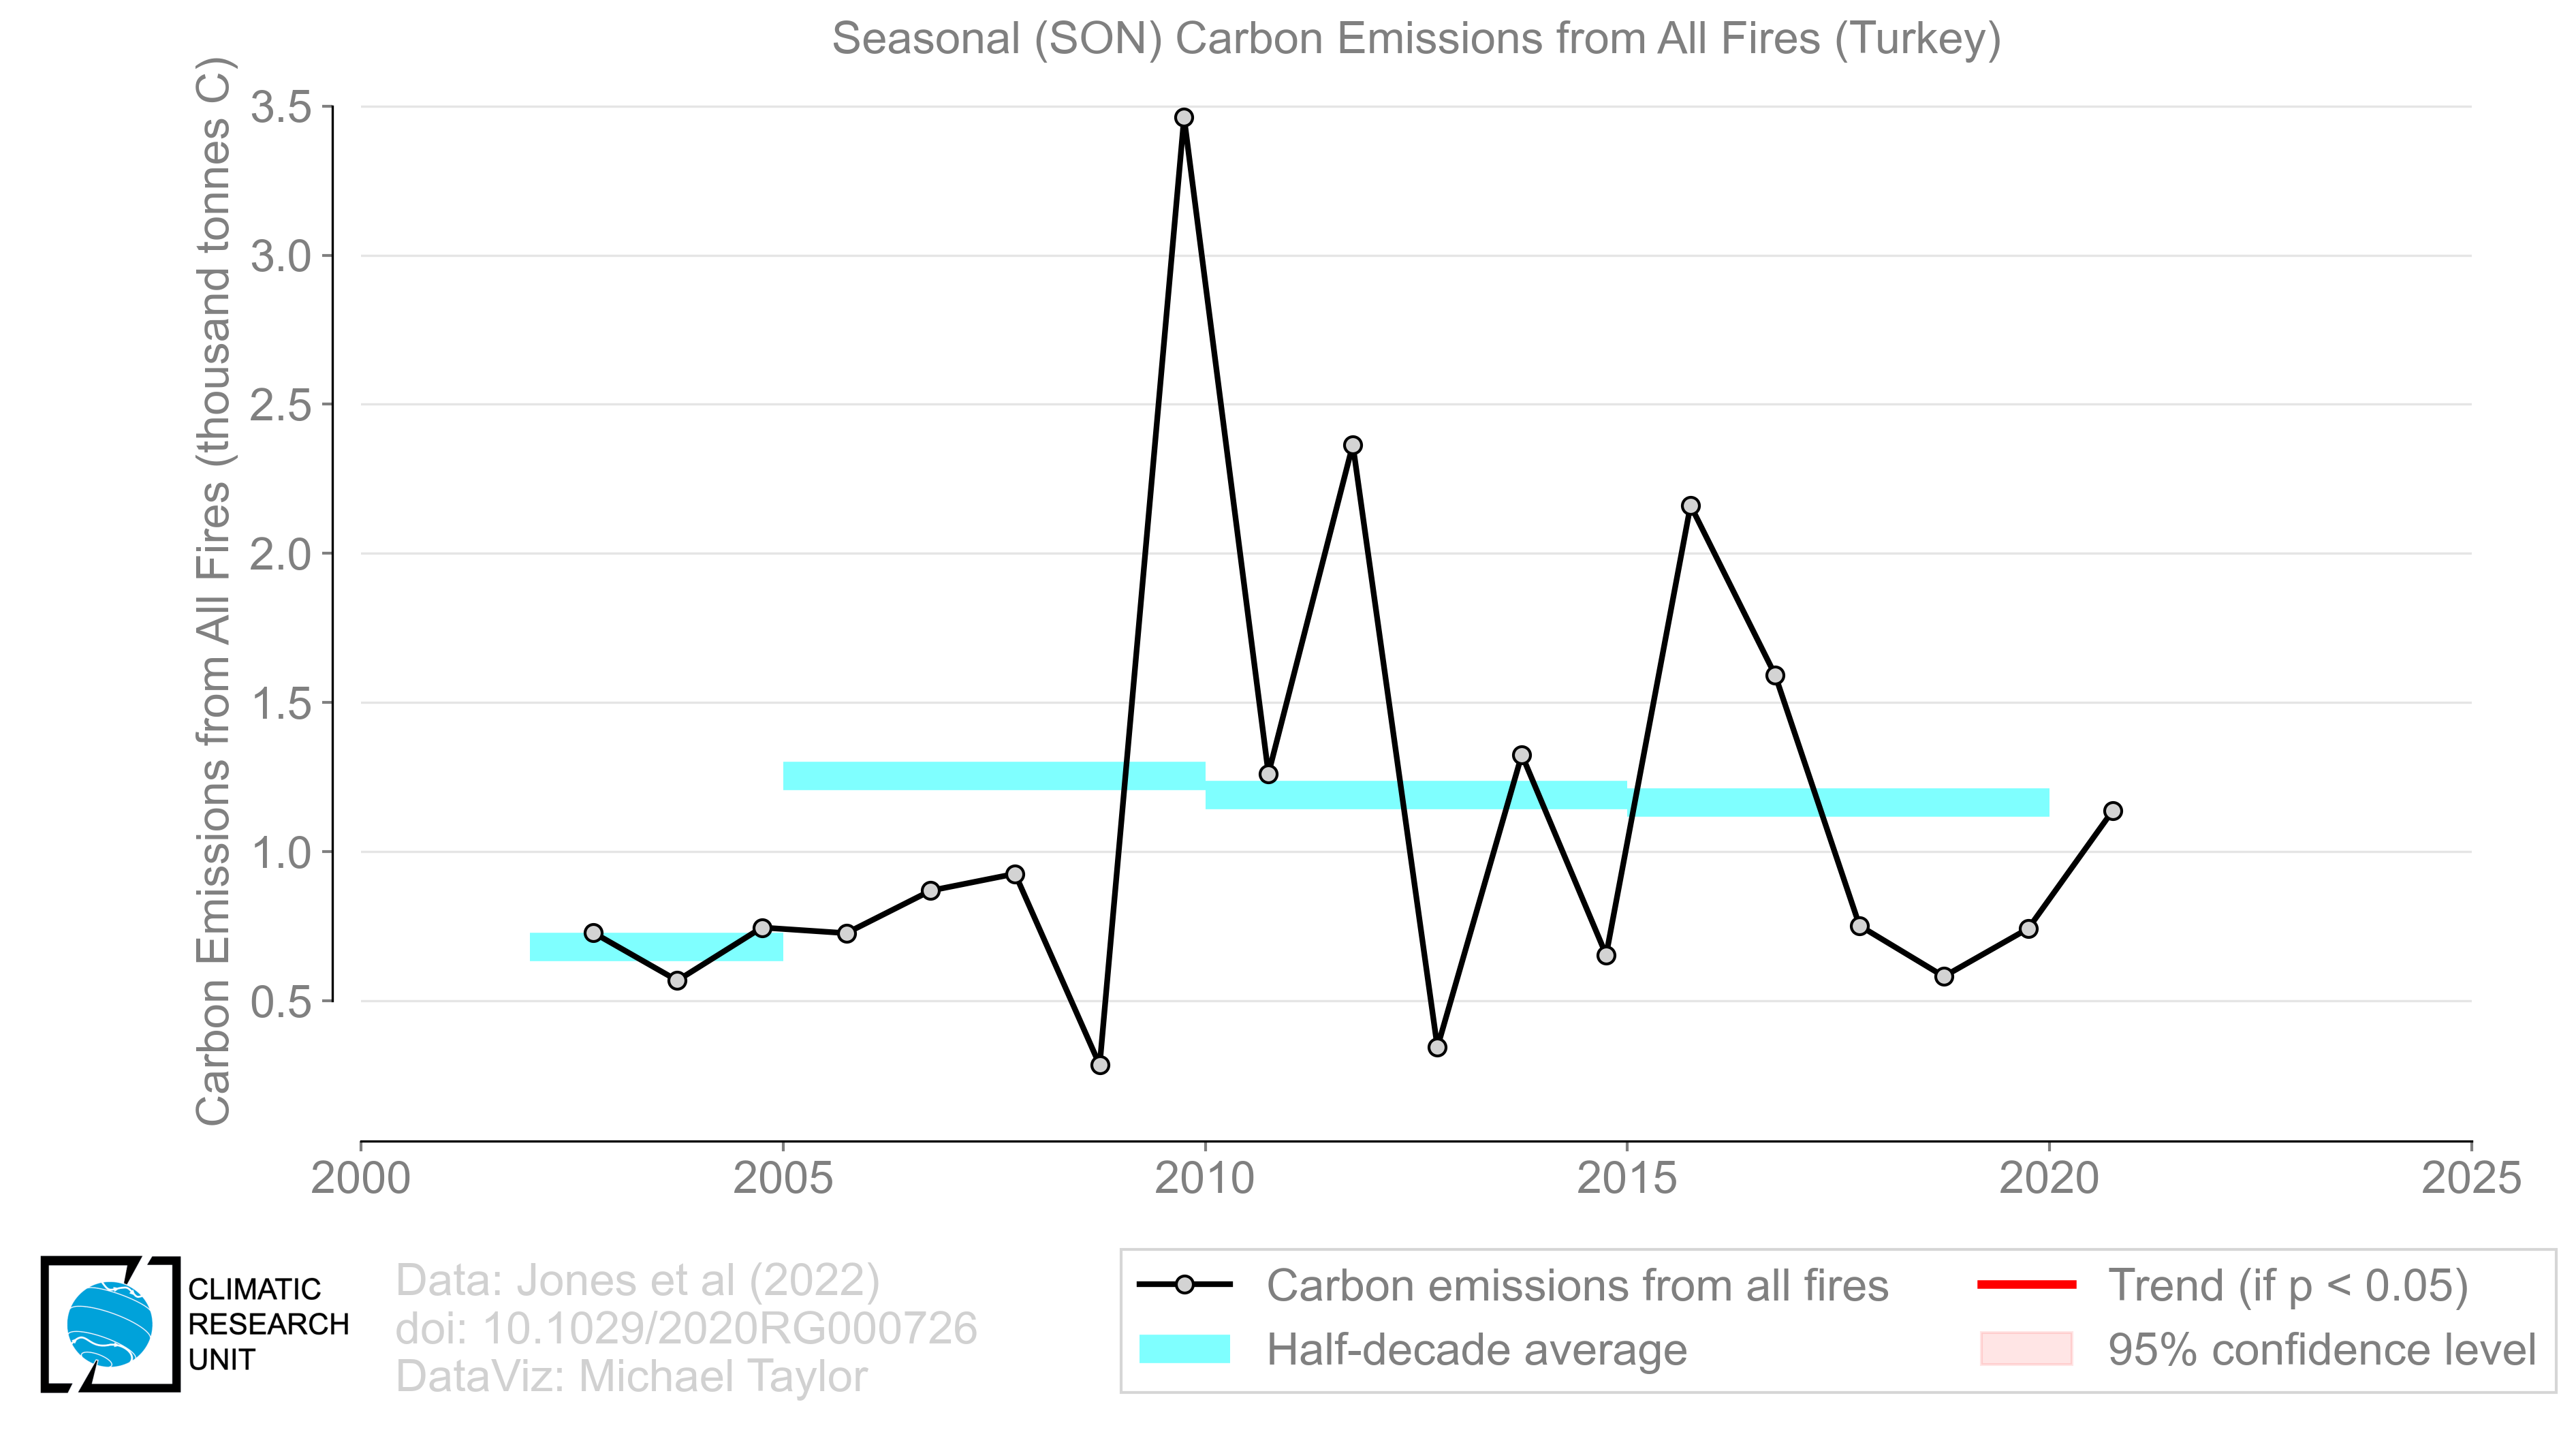 Seasonal (SON) Carbon Emissions from All Fires (Turkey)
Carbon Emissions from All Fires (thousand tonnes C)
3.5
3.0
2.5
2.0
1.5
1.0
0.5
2000 2005 2010 2015 2020 2025
CLIMATIC
RESEARCH
UNIT
Data: Jones et al (2022)
doi: 10.1029/2020RG000726
DataViz: Michael Taylor
Carbon emissions from all fires
Half-decade average
Trend (if p < 0.05)
95% confidence level